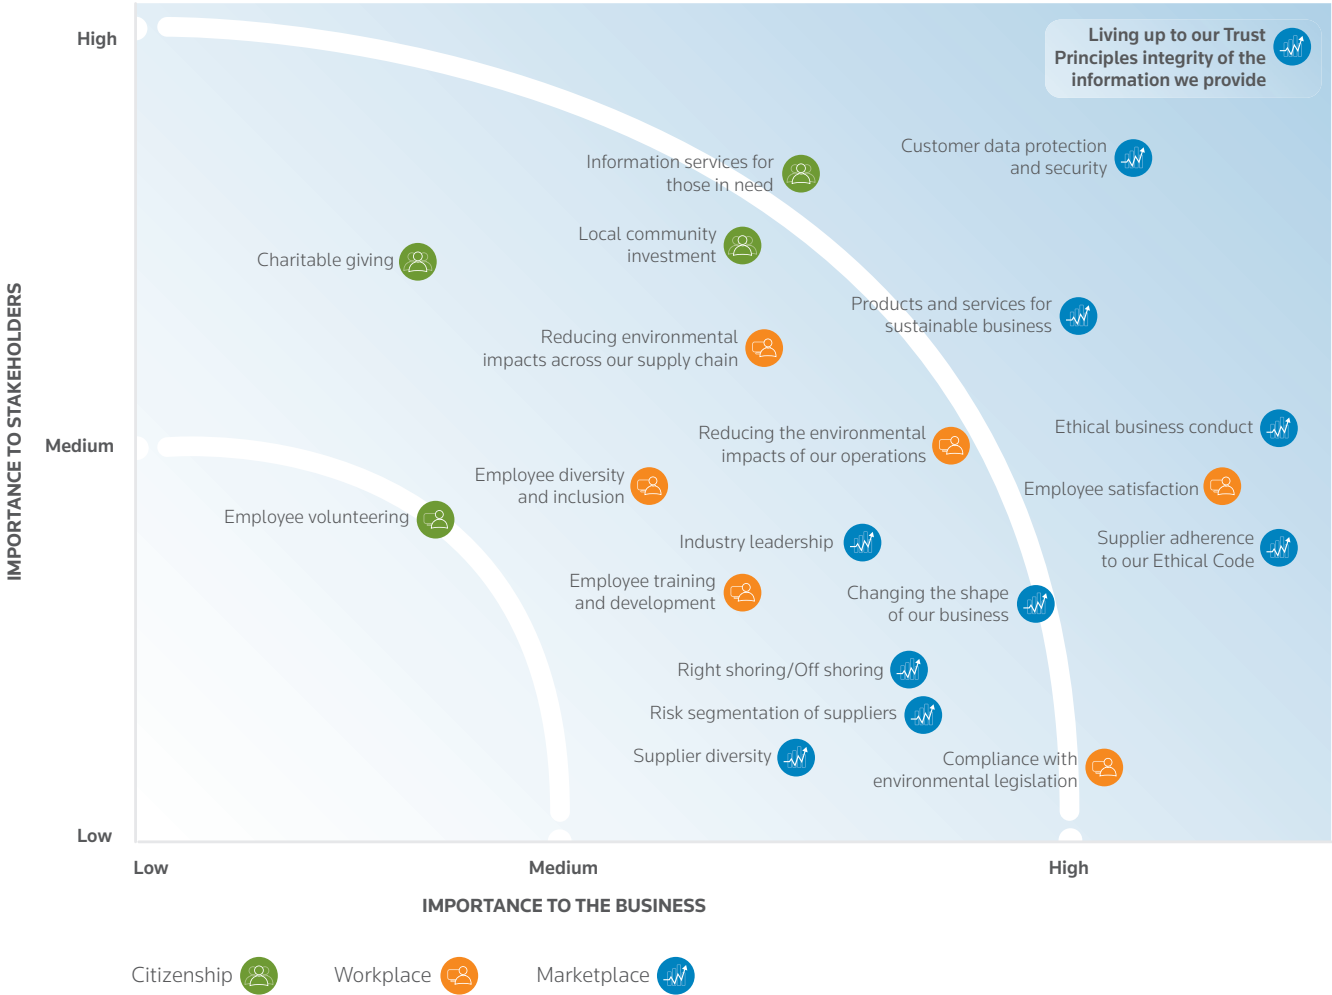 High
Living up to our Trust
Principles integrity of the
information we provide
Customer data protection
and security
Information services for
those in need
Local community
investment
Charitable giving
Products and services for
sustainable business
Reducing environmental
impacts across our supply chain
IMPORTANCE TO STAKEHOLDERS
Medium
Ethical business conduct
Reducing the environmental
impacts of our operations
Employee diversity
and inclusion
Employee satisfaction
Employee volunteering
Industry leadership
Supplier adherence
to our Ethical Code
Employee training
and development
Changing the shape
of our business
Right shoring/Off shoring
Risk segmentation of suppliers
Supplier diversity
Compliance with
environmental legislation
Low
Low
Medium
High
IMPORTANCE TO THE BUSINESS
Citizenship
Workplace
Marketplace